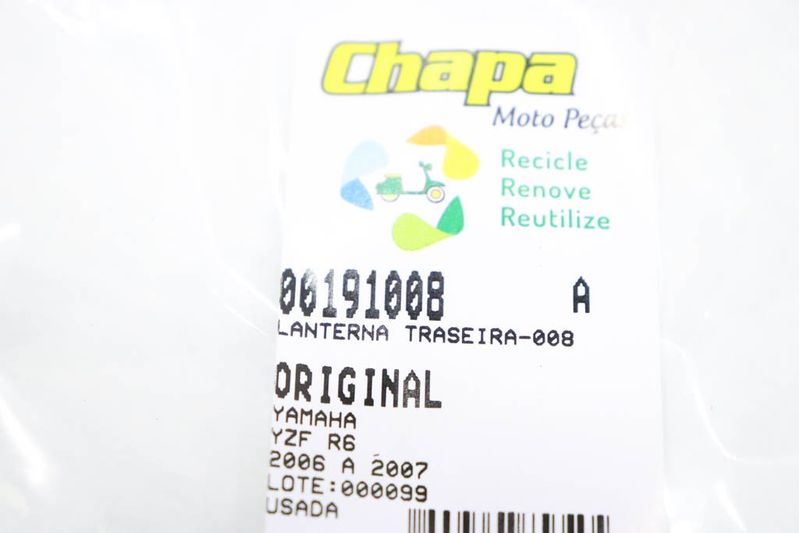 Chapa
Moto Peças
Recicle
Renove
Reutilize
00191008 A
LANTERNA TRASEIRA-008
ORIGINAL
YAMAHA
YZF R6
2006 A 2007
LOTE:000099
USADA